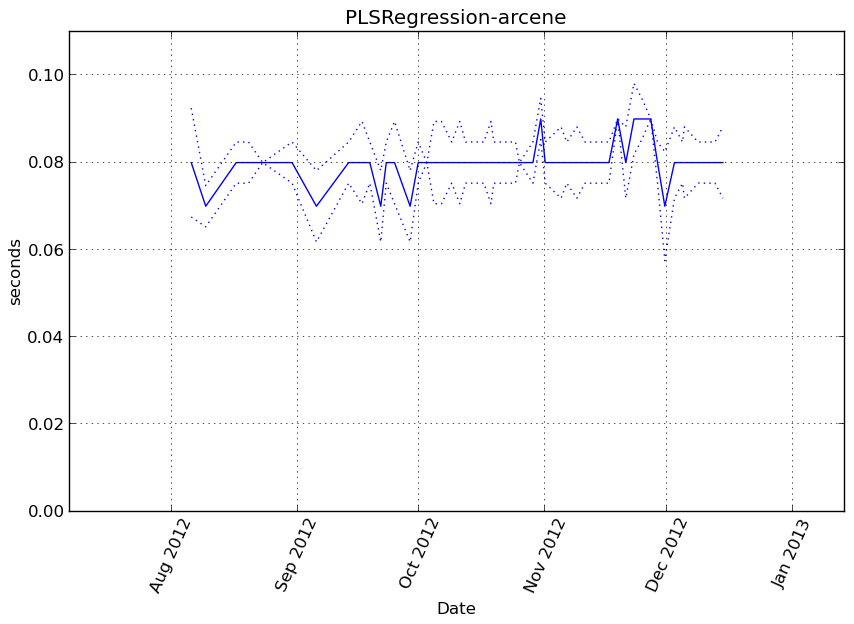 PLSRegression-arcene
0.10
0.08
0.06
0.04
0.02
0.00
seconds
Aug 2012
Sep 2012
Oct 2012
Nov 2012
Dec 2012
Jan 2013
Date